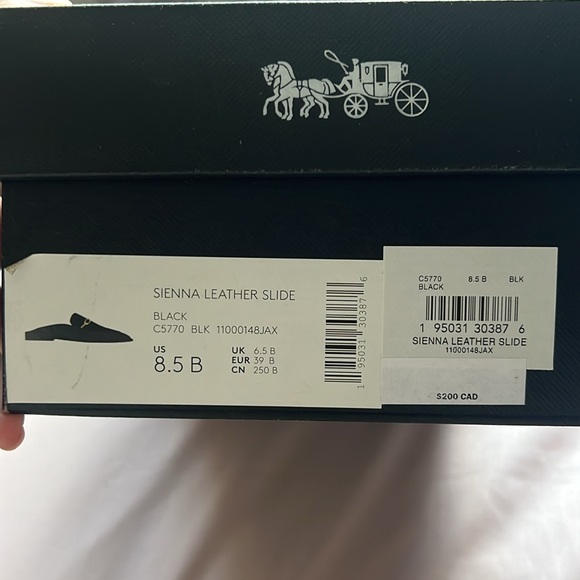 SIENNA LEATHER SLIDE
BLACK
C5770 BLK 11000148JAX
US
8.5 B
UK 6.5 B
EUR 39 B
CN 250 B
1 95031 30387 6
C5770 8.5 B BLK
BLACK
1 95031 30387 6
SIENNA LEATHER SLIDE
11000148JAX
$200 CAD